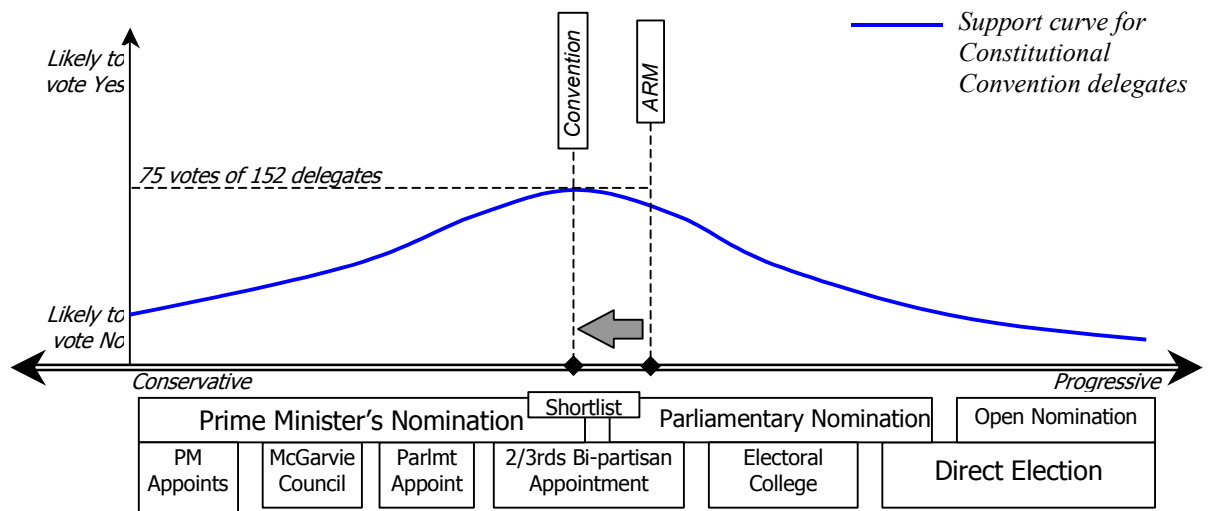 Support curve for
Constitutional
Convention delegates
Likely to
vote Yes
Convention
ARM
75 votes of 152 delegates
Likely to
vote No
Conservative
Progressive
Prime Minister's Nomination
Shortlist
Parliamentary Nomination
Open Nomination
PM
Appoints
McGarvie
Council
Parlmt
Appoint
2/3rds Bi-partisan
Appointment
Electoral
College
Direct Election